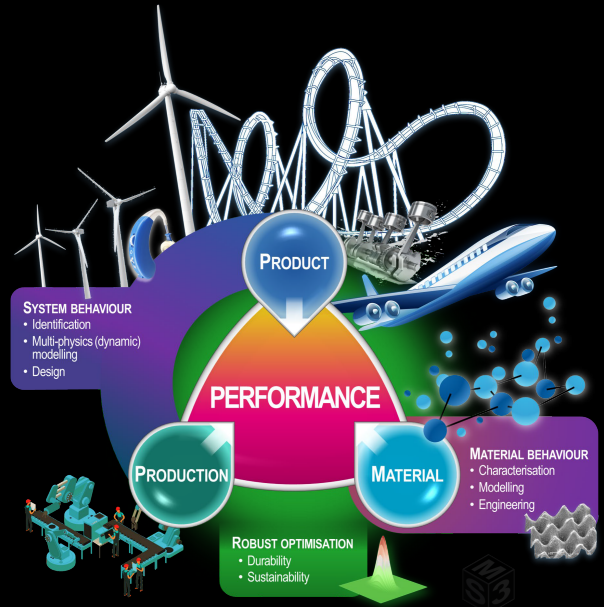 PRODUCT
SYSTEM BEHAVIOUR
• Identification
• Multi-physics (dynamic)
modelling
• Design
PERFORMANCE
PRODUCTION
MATERIAL
MATERIAL BEHAVIOUR
• Characterisation
• Modelling
• Engineering
ROBUST OPTIMISATION
• Durability
• Sustainability